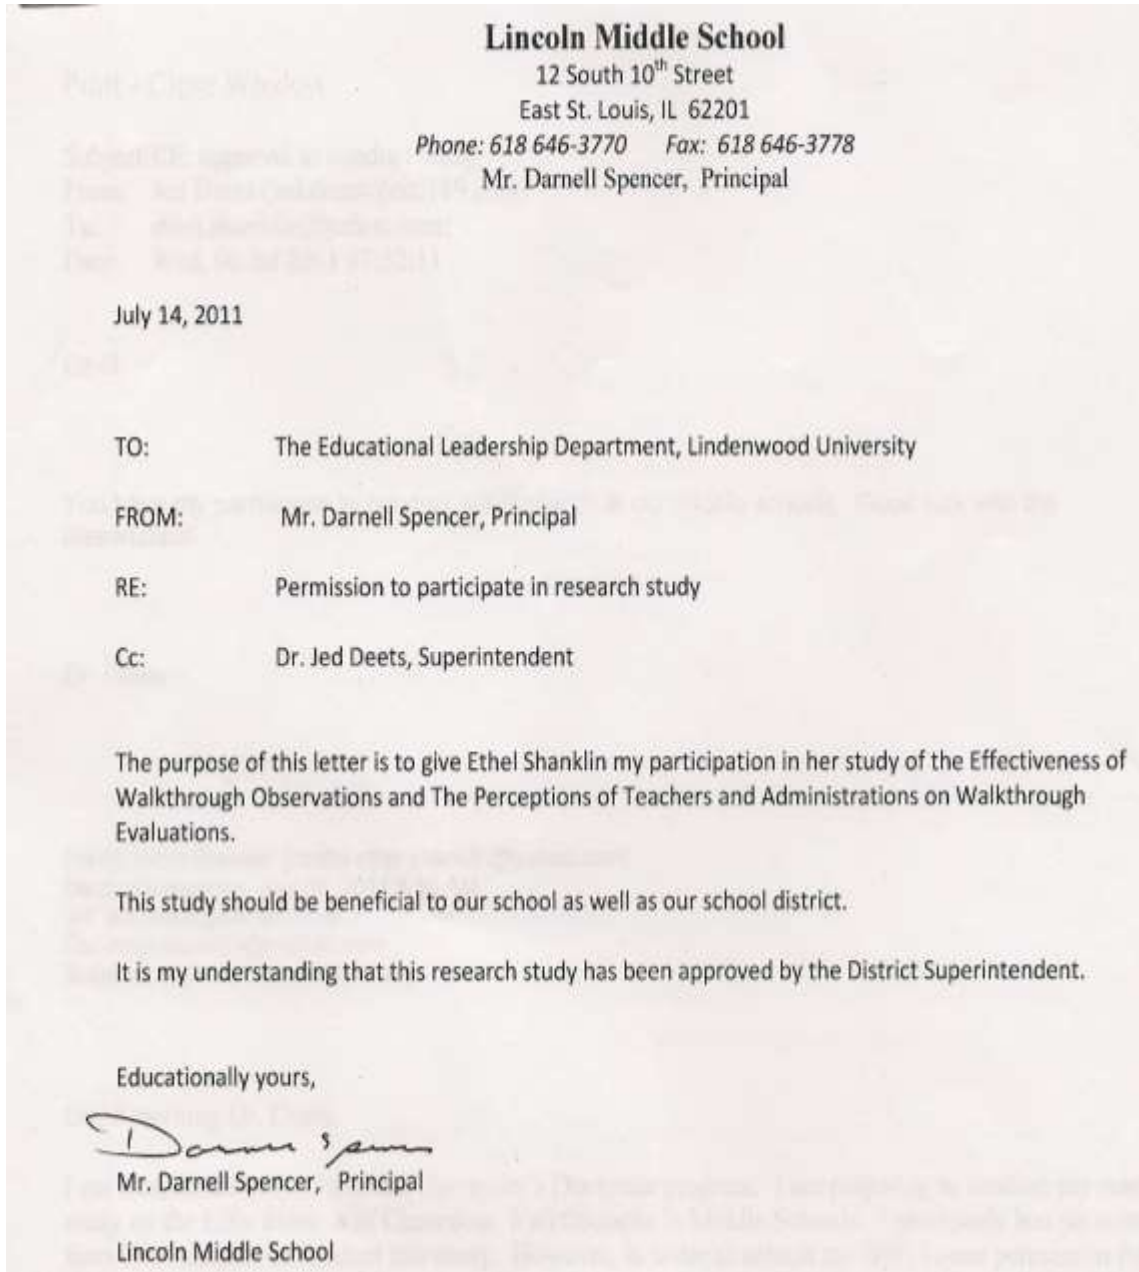 Lincoln Middle School
12 South 10th Street
East St. Louis, IL 62201
Phone: 618 646-3770 Fax: 618 646-3778
Mr. Darnell Spencer, Principal
July 14, 2011
TO: The Educational Leadership Department, Lindenwood University
FROM: Mr. Darnell Spencer, Principal
RE: Permission to participate in research study
Cc: Dr. Jed Deets, Superintendent
The purpose of this letter is to give Ethel Shanklin my participation in her study of the Effectiveness of
Walkthrough Observations and The Perceptions of Teachers and Administrations on Walkthrough
Evaluations.
This study should be beneficial to our school as well as our school district.
It is my understanding that this research study has been approved by the District Superintendent.
Educationally yours,
Darnell Spencer
Mr. Darnell Spencer, Principal
Lincoln Middle School